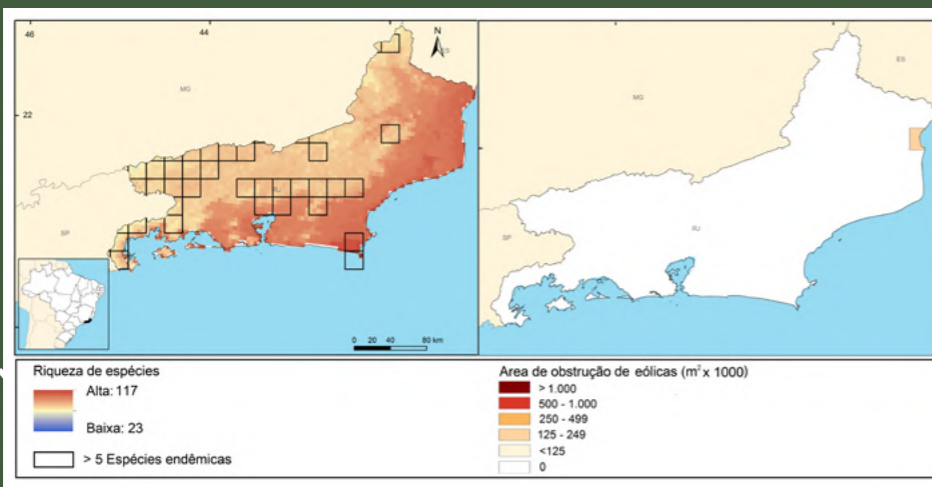 46
44
N
ES
MG
22
RJ
SP
0 20 40 80 km
ES
MG
RJ
SP
Riqueza de espécies
Alta: 117
Baixa: 23
> 5 Espécies endêmicas
Area de obstrução de eólicas (m² x 1000)
> 1.000
500 - 1.000
250 - 499
125 - 249
<125
0